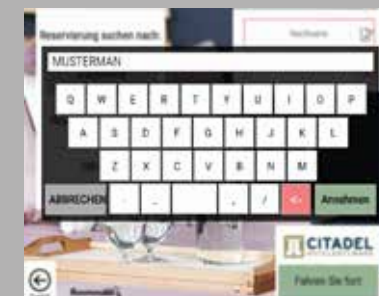 Reservierung suchen nach:
Nachname
MUSTERMAN
Q W E R T Y U I O P
A S D F G H J K L
Z X C V B N M
ABBRECHEN . _ , / <- Annehmen
CITADEL
Fahren Sie fort